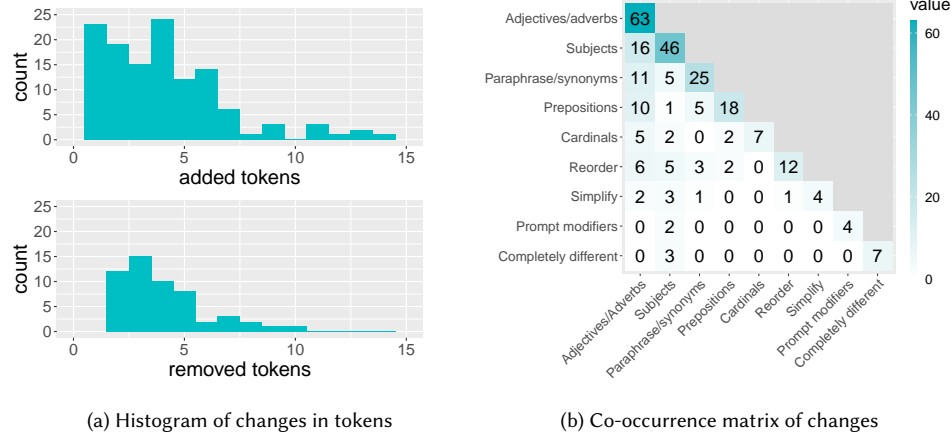 25
20
15
10
5
0
count
0 5 10 15
added tokens
25
20
15
10
5
0
count
0 5 10 15
removed tokens
(a) Histogram of changes in tokens
value
60
40
20
0
Adjectives/adverbs 63
Subjects 16 46
Paraphrase/synonyms 11 5 25
Prepositions 10 1 5 18
Cardinals 5 2 0 2 7
Reorder 6 5 3 2 0 12
Simplify 2 3 1 0 0 1 4
Prompt modifiers 0 2 0 0 0 0 0 4
Completely different 0 3 0 0 0 0 0 0 7
Adjectives/Adverbs
Subjects
Paraphrase/synonyms
Prepositions
Cardinals
Reorder
Simplify
Prompt modifiers
Completely different
(b) Co-occurrence matrix of changes